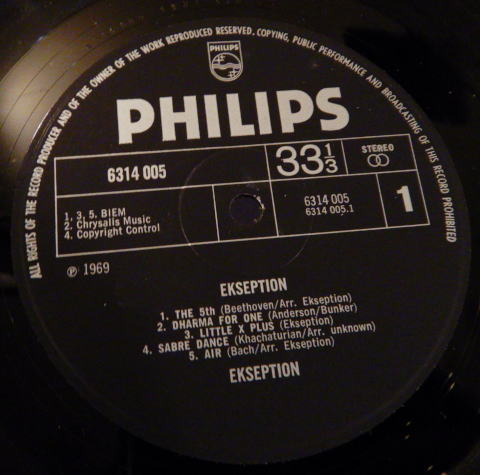 ALL RIGHTS OF THE RECORD PRODUCER AND OF THE OWNER OF THE WORK REPRODUCED RESERVED. COPYING, PUBLIC PERFORMANCE AND BROADCASTING OF THIS RECORD PROHIBITED
PHILIPS
PHILIPS
6314 005
33 1/3
STEREO
1, 3, 5. BIEM
2. Chrysalis Music
4. Copyright Control
6314 005
6314 005.1
1
℗ 1969
EKSEPTION
1. THE 5th (Beethoven/Arr. Ekseption)
2. DHARMA FOR ONE (Anderson/Bunker)
3. LITTLE X PLUS (Ekseption)
4. SABRE DANCE (Khachaturian/Arr. unknown)
5. AIR (Bach/Arr. Ekseption)
EKSEPTION